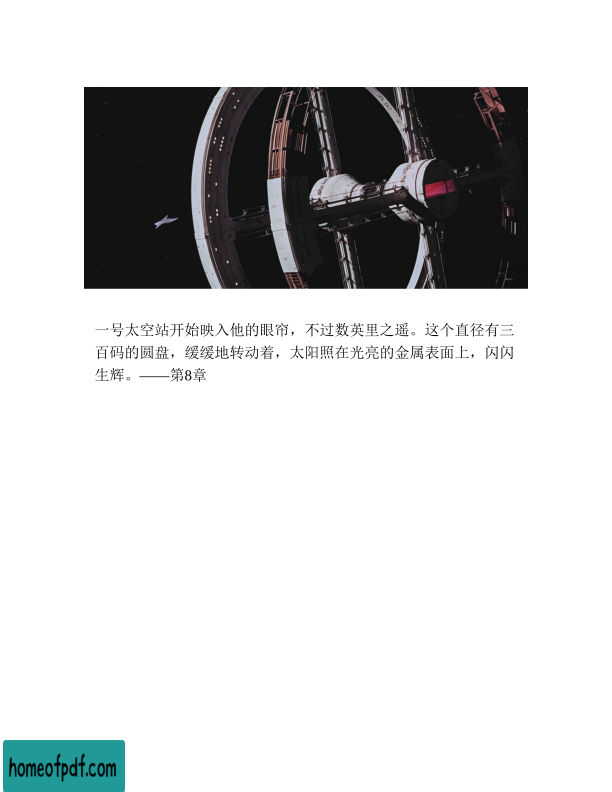 一号太空站开始映入他的眼帘，不过数英里之遥。这个直径有三
百码的圆盘，缓缓地转动着，太阳照在光亮的金属表面上，闪闪
生辉。——第8章
homeofpdf.com